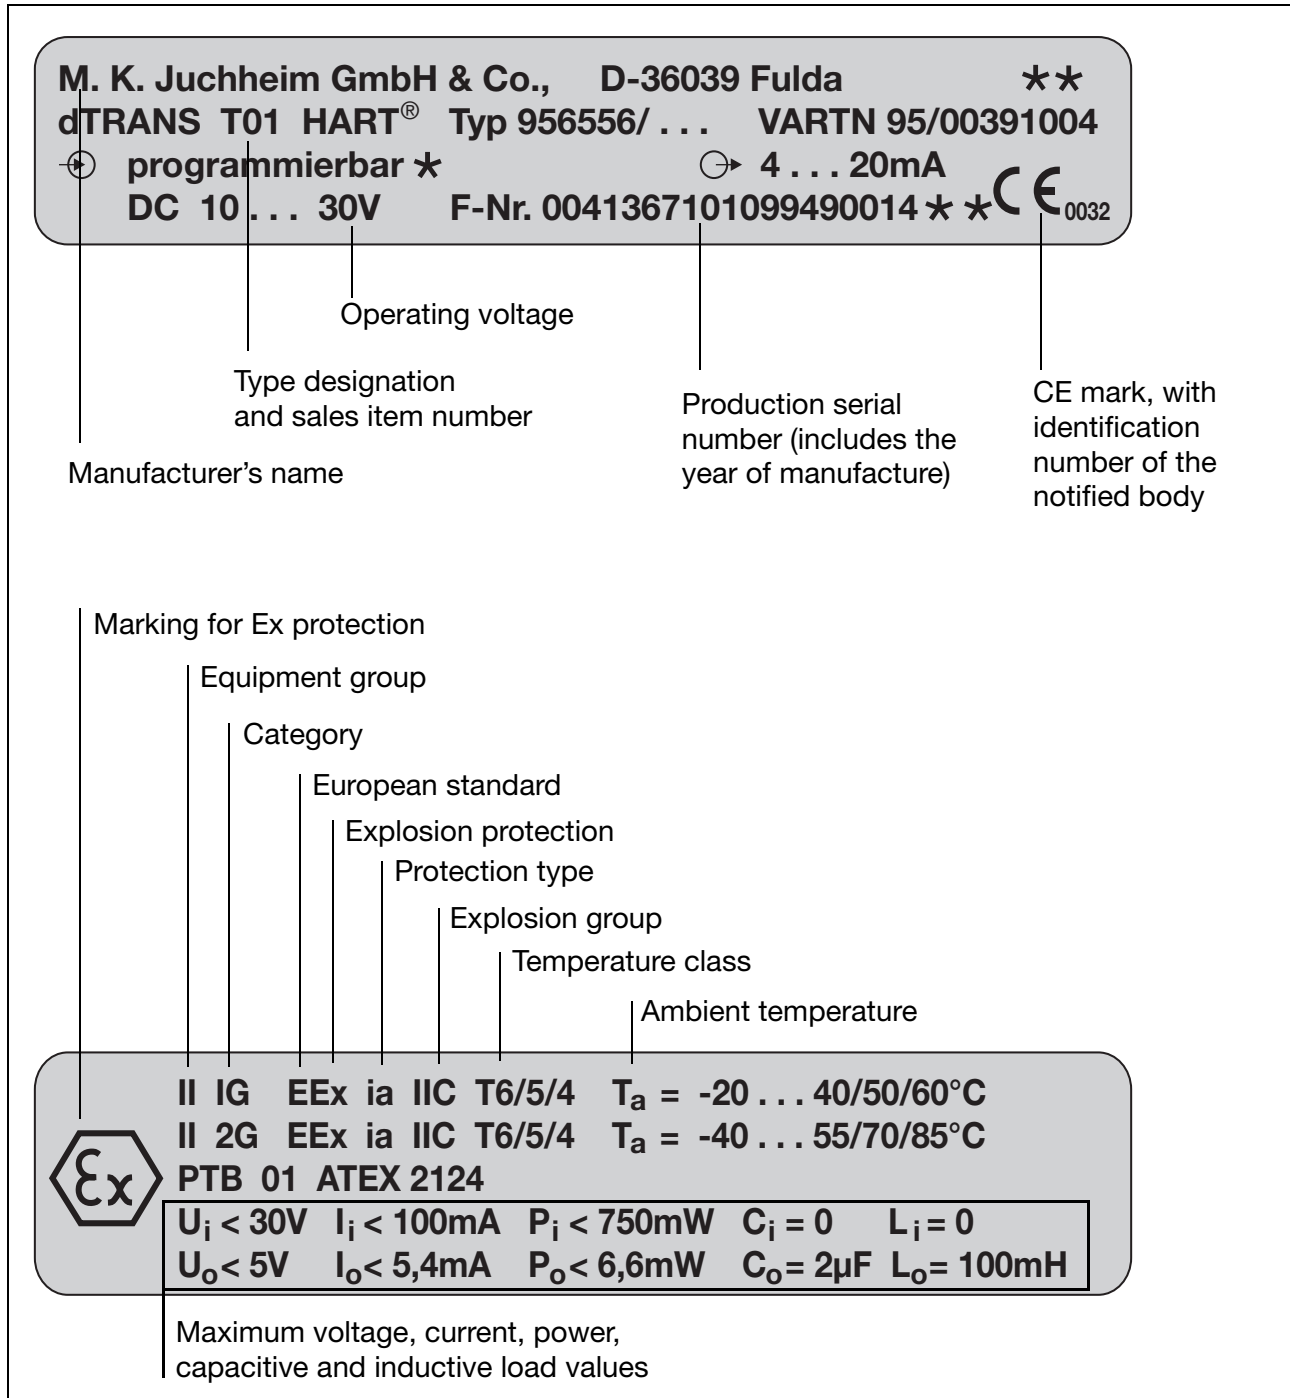 M. K. Juchheim GmbH & Co., D-36039 Fulda ★★
dTRANS T01 HART® Typ 956556/ . . . VARTN 95/00391004
programmierbar ★ 4 . . . 20mA
DC 10 . . . 30V F-Nr. 0041367101099490014 ★ ★ CE 0032
Operating voltage
Type designation
and sales item number
Manufacturer’s name
Production serial
number (includes the
year of manufacture)
CE mark, with
identification
number of the
notified body
Marking for Ex protection
Equipment group
Category
European standard
Explosion protection
Protection type
Explosion group
Temperature class
Ambient temperature
II IG EEx ia IIC T6/5/4 Ta = -20 . . . 40/50/60°C
II 2G EEx ia IIC T6/5/4 Ta = -40 . . . 55/70/85°C
Ex
PTB 01 ATEX 2124
Ui < 30V Ii < 100mA Pi < 750mW Ci = 0 Li = 0
Uo < 5V Io < 5,4mA Po < 6,6mW Co = 2µF Lo = 100mH
Maximum voltage, current, power,
capacitive and inductive load values